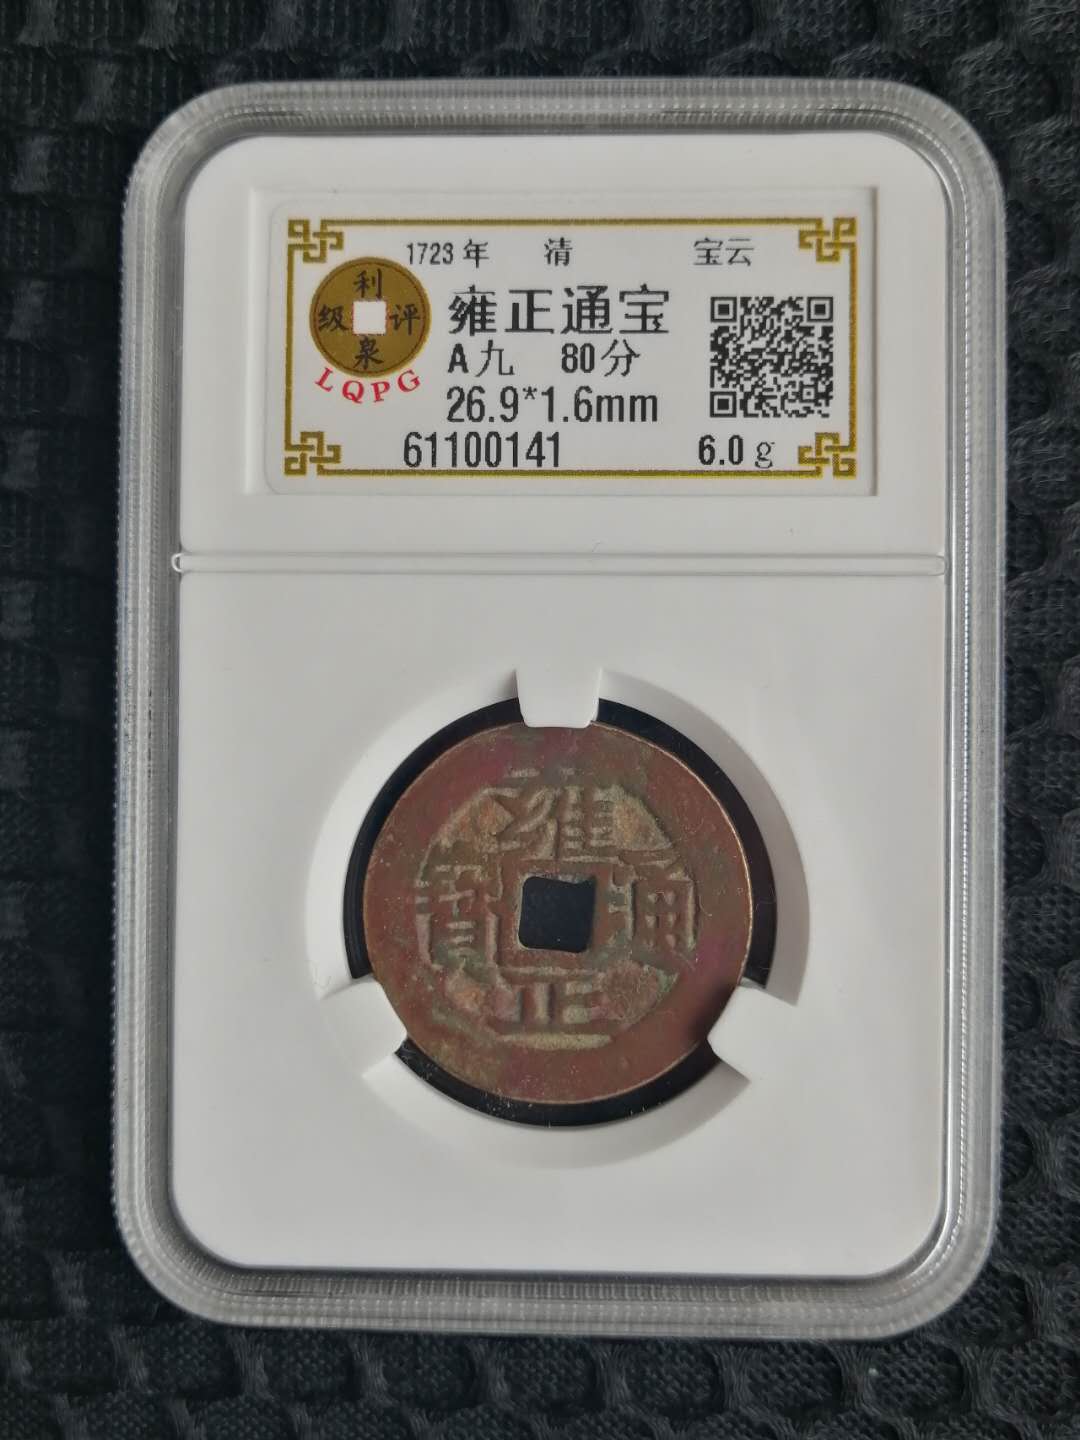 1723年 清 宝云
利泉评级
LQPG
雍正通宝
A九 80分
26.9*1.6mm
61100141 6.0g
雍正通寶